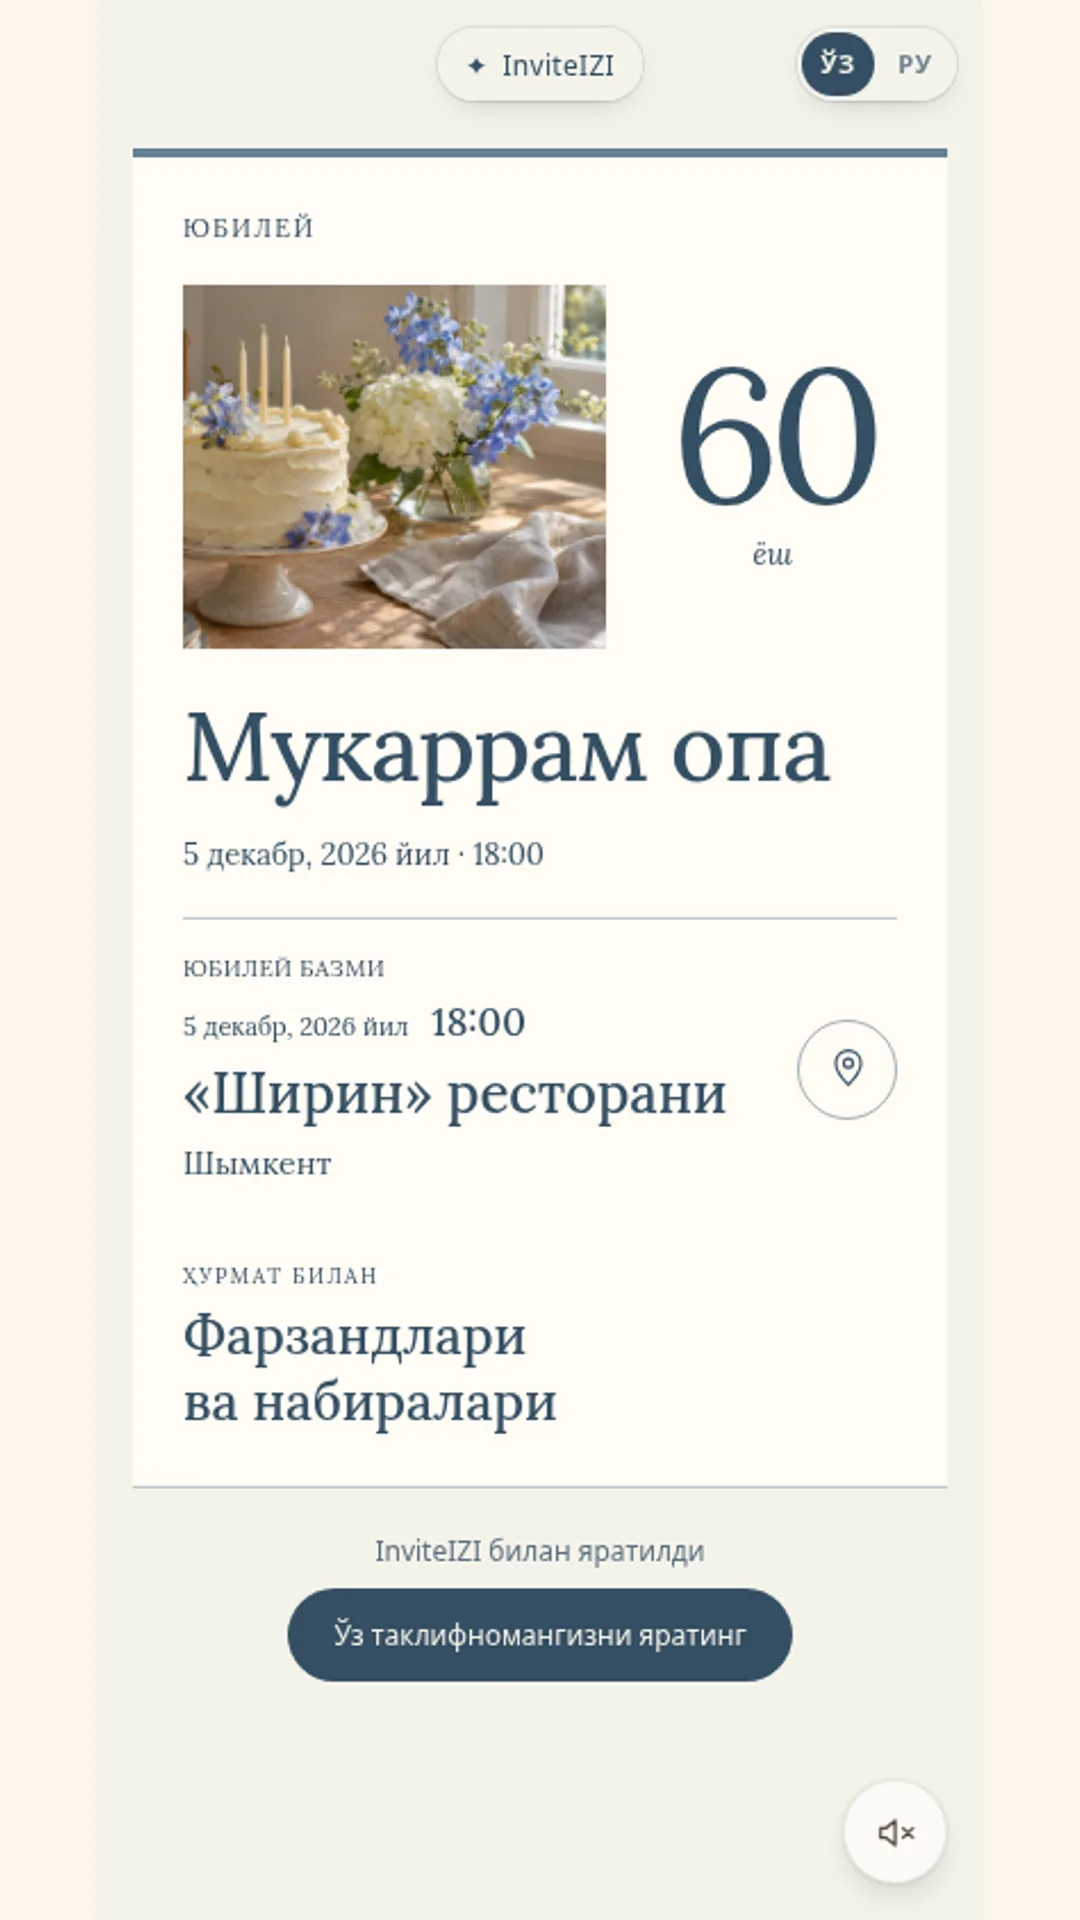 InviteIZI
ЎЗ РУ
ЮБИЛЕЙ
60
ёш
Мукаррам опа
5 декабр, 2026 йил · 18:00
ЮБИЛЕЙ БАЗМИ
5 декабр, 2026 йил 18:00
«Ширин» ресторани
Шымкент
ҲУРМАТ БИЛАН
Фарзандлари
ва набиралари
InviteIZI билан яратилди
Ўз таклифномангизни яратинг